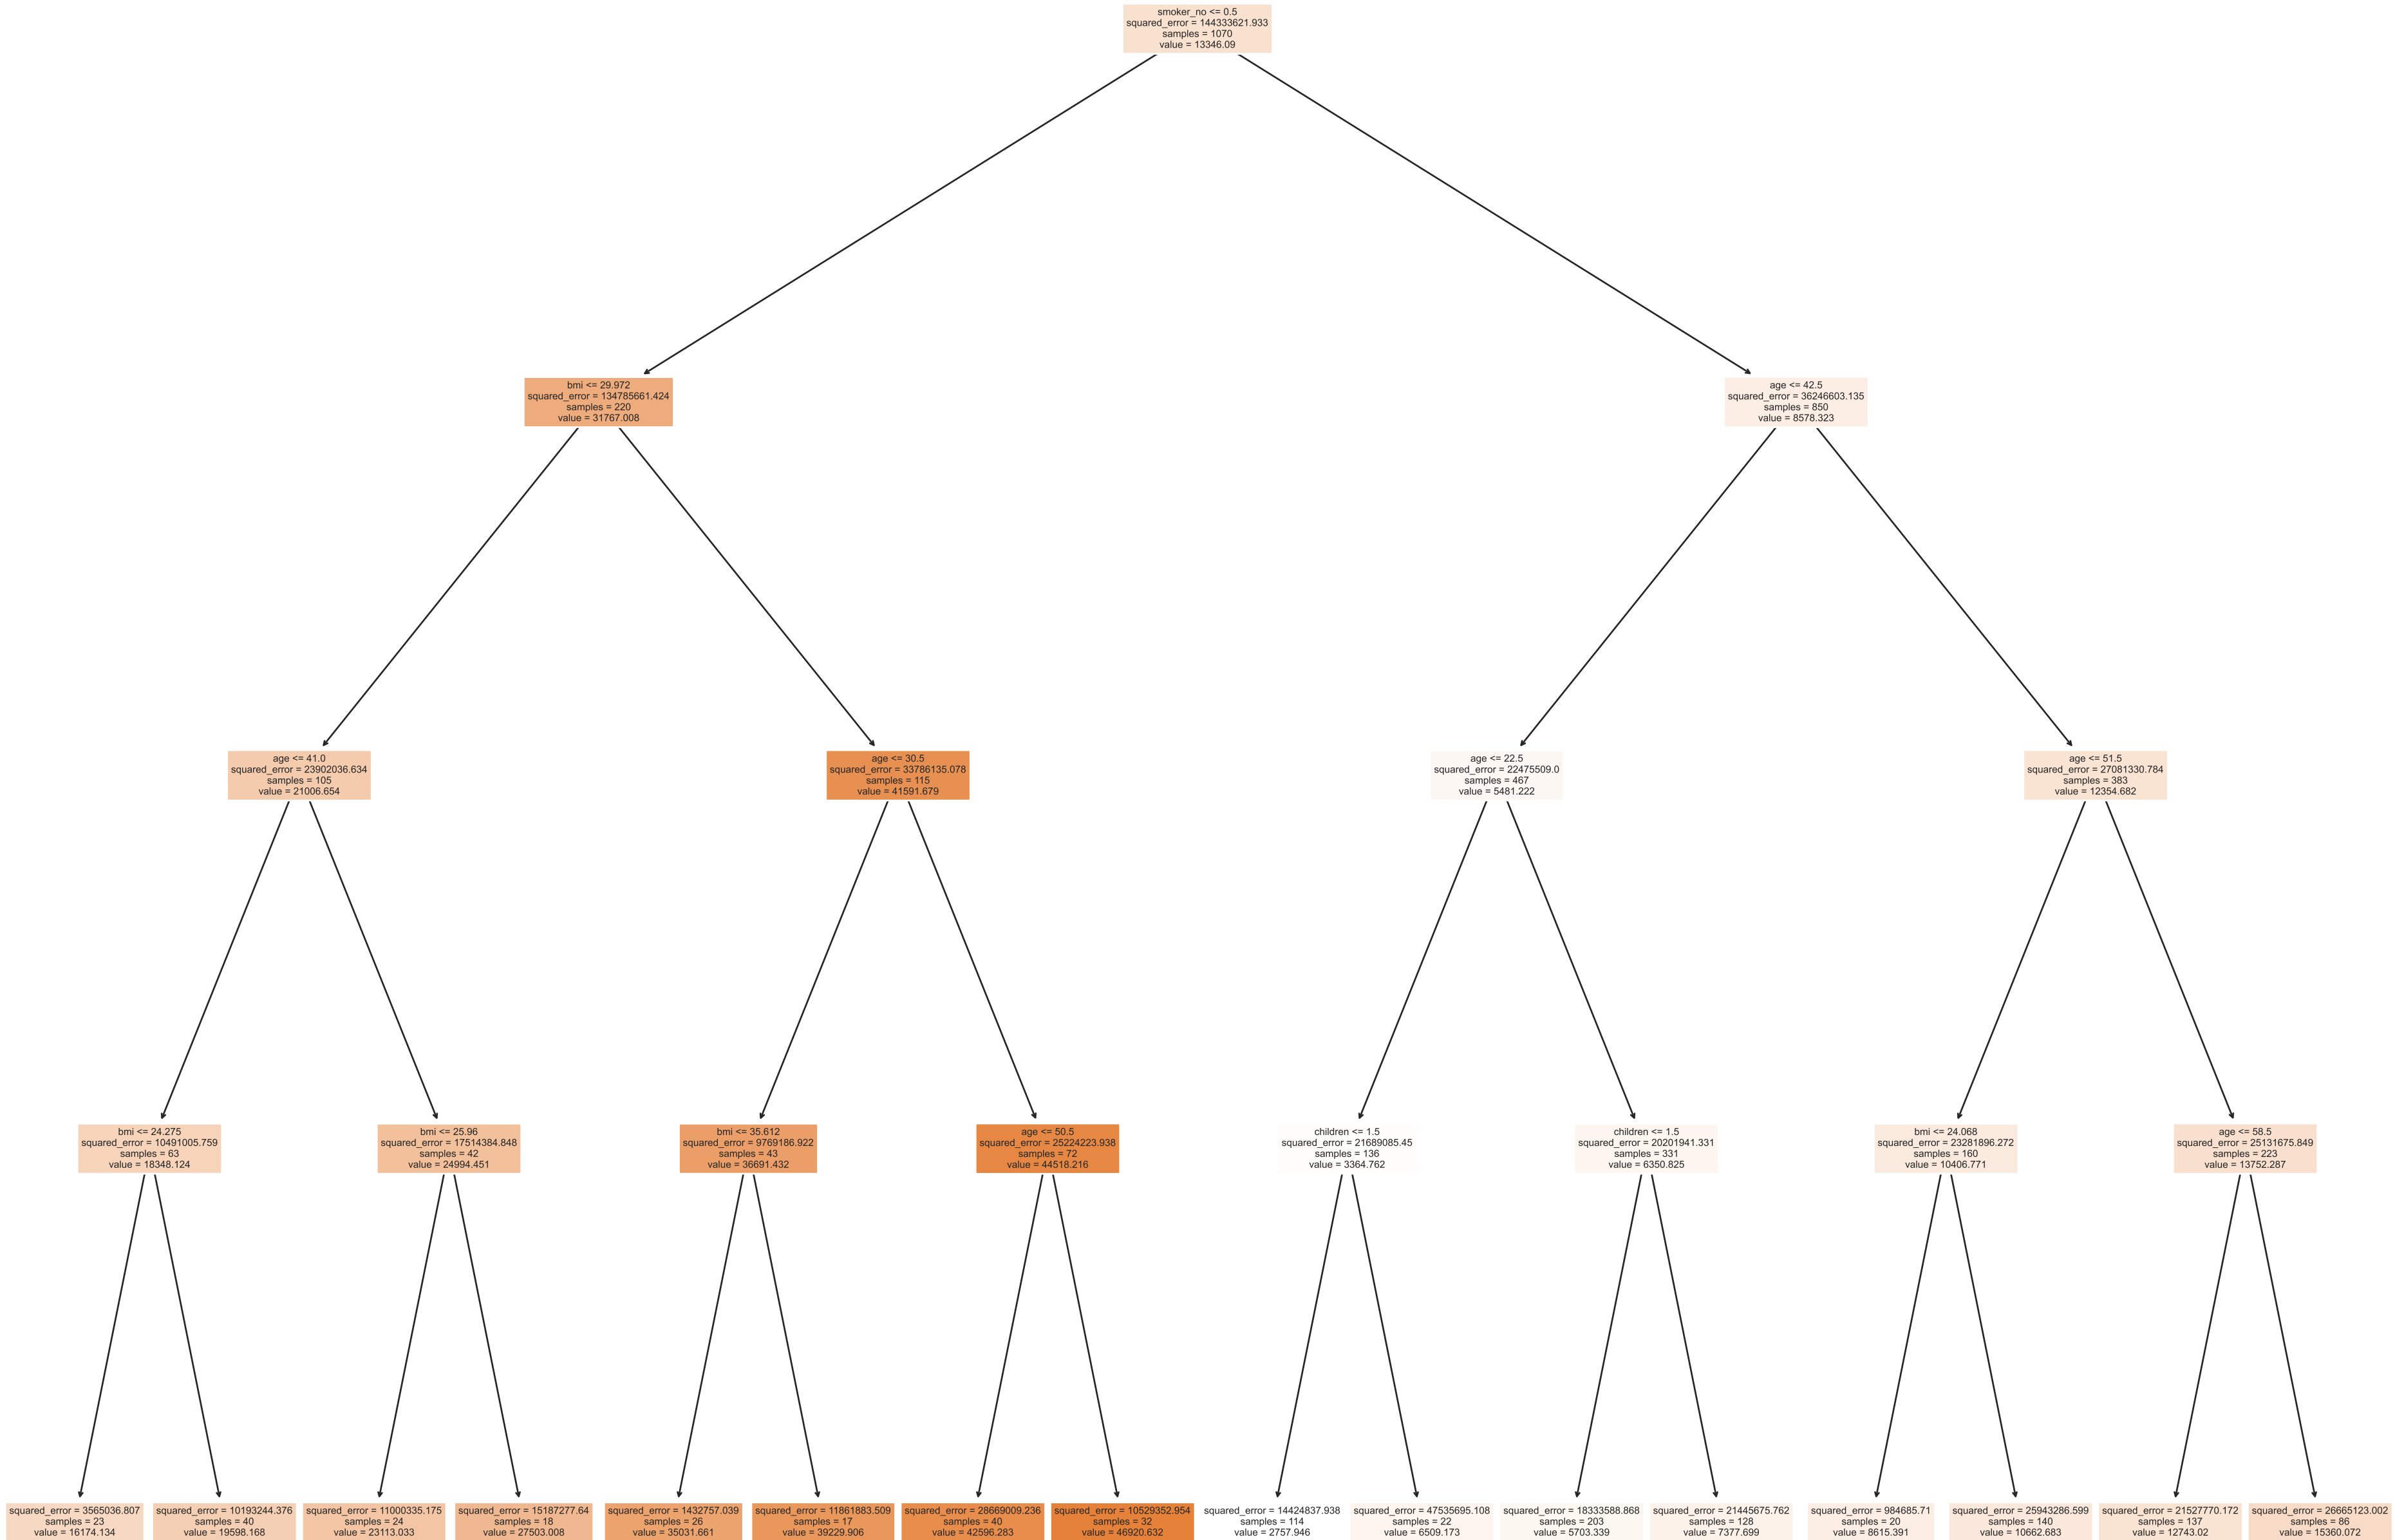 smoker_no <= 0.5
squared_error = 144333621.933
samples = 1070
value = 13346.09
bmi <= 29.972
squared_error = 134785661.424
samples = 220
value = 31767.008
age <= 42.5
squared_error = 36246603.135
samples = 850
value = 8578.323
age <= 41.0
squared_error = 23902036.634
samples = 105
value = 21006.654
age <= 30.5
squared_error = 33786135.078
samples = 115
value = 41591.679
age <= 22.5
squared_error = 22475509.0
samples = 467
value = 5481.222
age <= 51.5
squared_error = 27081330.784
samples = 383
value = 12354.682
bmi <= 24.275
squared_error = 10491005.759
samples = 63
value = 18348.124
bmi <= 25.96
squared_error = 17514384.848
samples = 42
value = 24994.451
bmi <= 35.612
squared_error = 9769186.922
samples = 43
value = 36691.432
age <= 50.5
squared_error = 25224223.938
samples = 72
value = 44518.216
children <= 1.5
squared_error = 21689085.45
samples = 136
value = 3364.762
children <= 1.5
squared_error = 20201941.331
samples = 331
value = 6350.825
bmi <= 24.068
squared_error = 23281896.272
samples = 160
value = 10406.771
age <= 58.5
squared_error = 25131675.849
samples = 223
value = 13752.287
squared_error = 3565036.807
samples = 23
value = 16174.134
squared_error = 10193244.376
samples = 40
value = 19598.168
squared_error = 11000335.175
samples = 24
value = 23113.033
squared_error = 15187277.64
samples = 18
value = 27503.008
squared_error = 1432757.039
samples = 26
value = 35031.661
squared_error = 11861883.509
samples = 17
value = 39229.906
squared_error = 28669009.236
samples = 40
value = 42596.283
squared_error = 10529352.954
samples = 32
value = 46920.632
squared_error = 14424837.938
samples = 114
value = 2757.946
squared_error = 47535695.108
samples = 22
value = 6509.173
squared_error = 18333588.868
samples = 203
value = 5703.339
squared_error = 21445675.762
samples = 128
value = 7377.699
squared_error = 984685.71
samples = 20
value = 8615.391
squared_error = 25943286.599
samples = 140
value = 10662.683
squared_error = 21527770.172
samples = 137
value = 12743.02
squared_error = 26665123.002
samples = 86
value = 15360.072